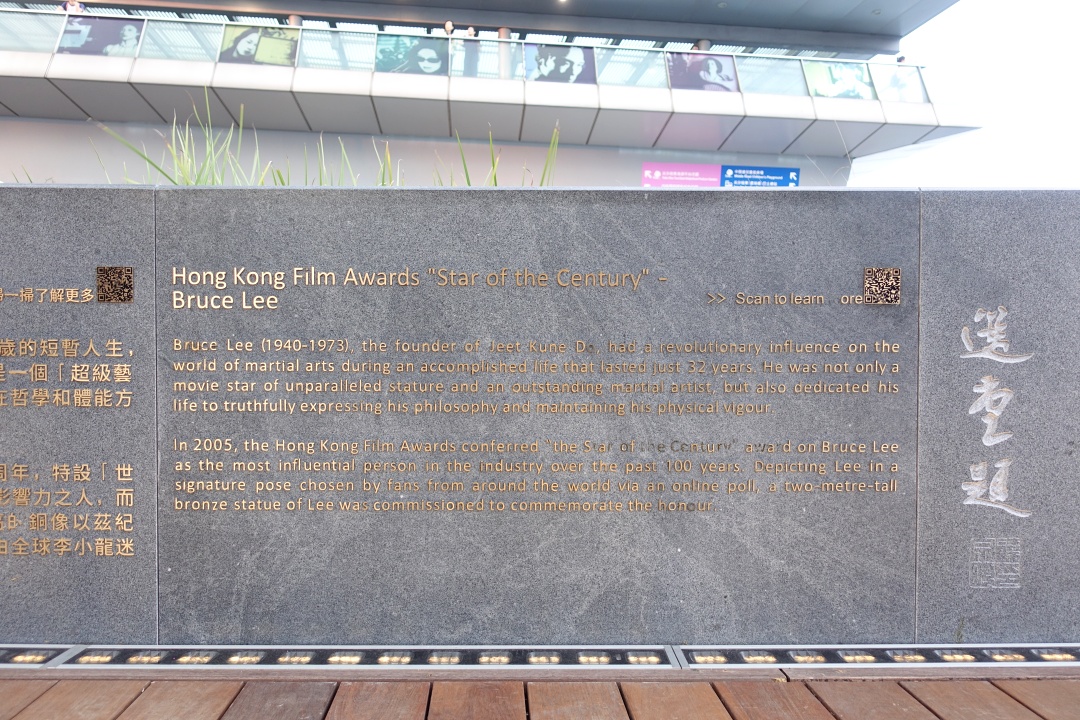 掃一掃了解更多
歲的短暫人生，
是一個「超級藝
在哲學和體能方
周年，特設「世
影響力之人，而
銅像以茲紀
由全球李小龍迷
Hong Kong Film Awards "Star of the Century" -
Bruce Lee
>> Scan to learn ore
Bruce Lee (1940-1973), the founder of Jeet Kune D, had a revolutionary influence on the
world of martial arts during an accomplished life that lasted just 32 years. He was not only a
movie star of unparalleled stature and an outstanding martial artist, but also dedicated his
life to truthfully expressing his philosophy and maintaining his physical vigour.
In 2005, the Hong Kong Film Awards conferred "the Star of the Century" award on Bruce Lee
as the most influential person in the industry over the past 100 years. Depicting Lee in a
signature pose chosen by fans from around the world via an online poll, a two-metre-tall
bronze statue of Lee was commissioned to commemorate the honour.
選堂題